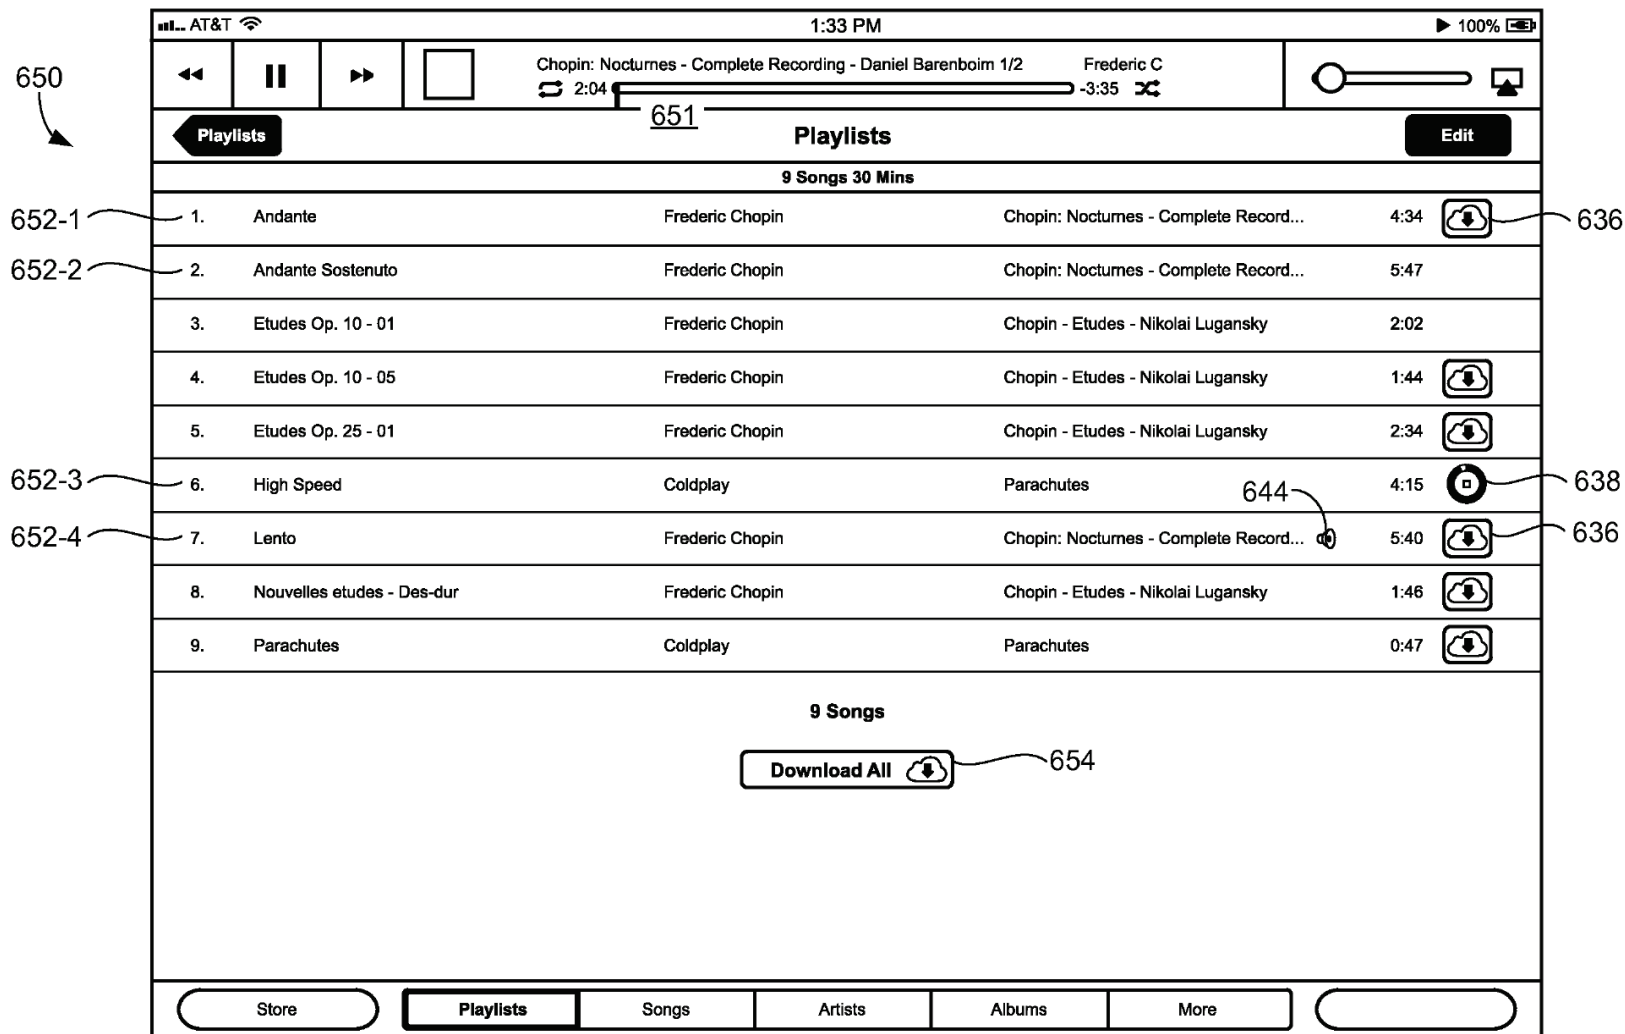 AT&T 1:33 PM 100%
Chopin: Nocturnes - Complete Recording - Daniel Barenboim 1/2 Frederic C
2:04 -3:35
650
651
Playlists Playlists Edit
9 Songs 30 Mins
652-1 1. Andante Frederic Chopin Chopin: Nocturnes - Complete Record... 4:34 636
652-2 2. Andante Sostenuto Frederic Chopin Chopin: Nocturnes - Complete Record... 5:47
3. Etudes Op. 10 - 01 Frederic Chopin Chopin - Etudes - Nikolai Lugansky 2:02
4. Etudes Op. 10 - 05 Frederic Chopin Chopin - Etudes - Nikolai Lugansky 1:44
5. Etudes Op. 25 - 01 Frederic Chopin Chopin - Etudes - Nikolai Lugansky 2:34
652-3 6. High Speed Coldplay Parachutes 4:15 638
644
652-4 7. Lento Frederic Chopin Chopin: Nocturnes - Complete Record... 5:40 636
8. Nouvelles etudes - Des-dur Frederic Chopin Chopin - Etudes - Nikolai Lugansky 1:46
9. Parachutes Coldplay Parachutes 0:47
9 Songs
Download All 654
Store Playlists Songs Artists Albums More